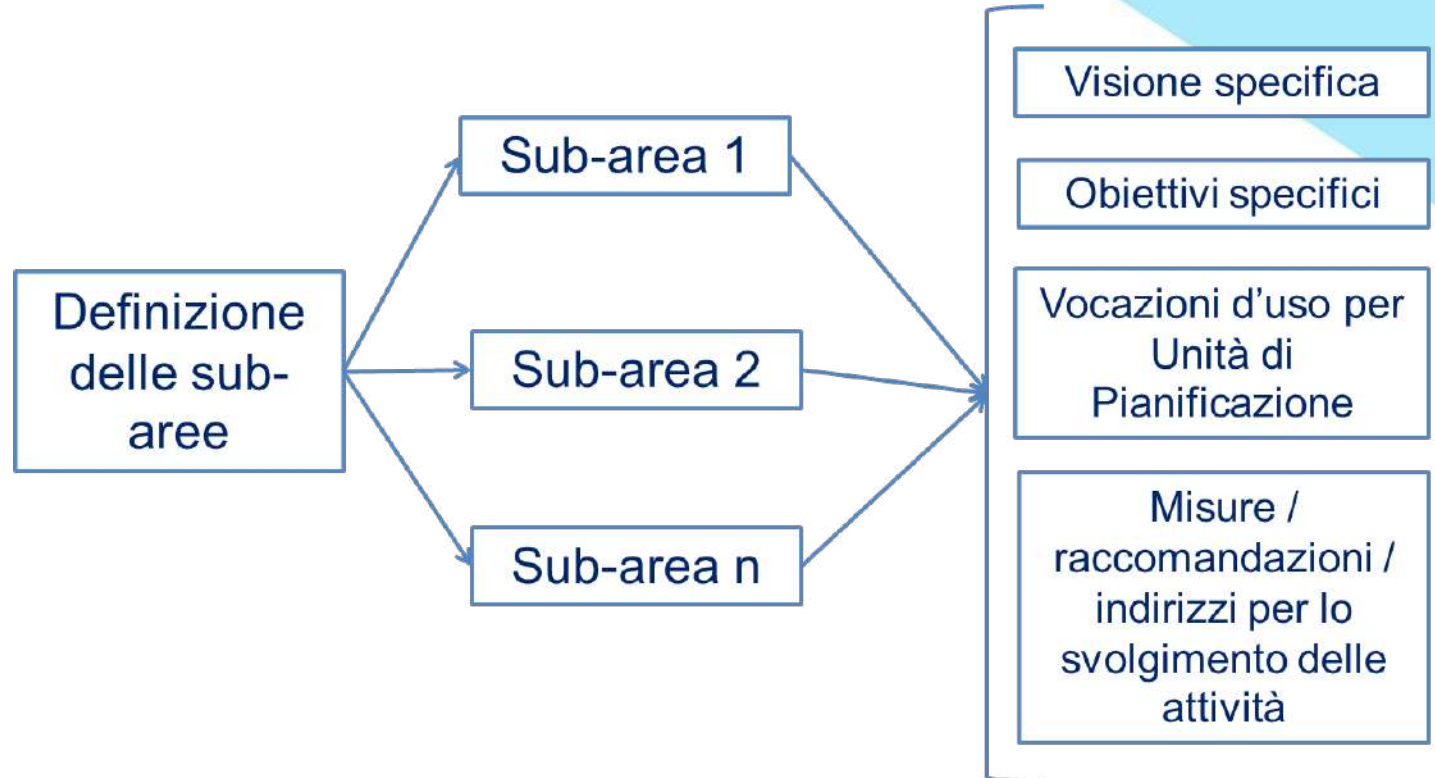 Definizione
delle sub-
aree
Sub-area 1
Sub-area 2
Sub-area n
Visione specifica
Obiettivi specifici
Vocazioni d'uso per
Unità di
Pianificazione
Misure /
raccomandazioni /
indirizzi per lo
svolgimento delle
attività